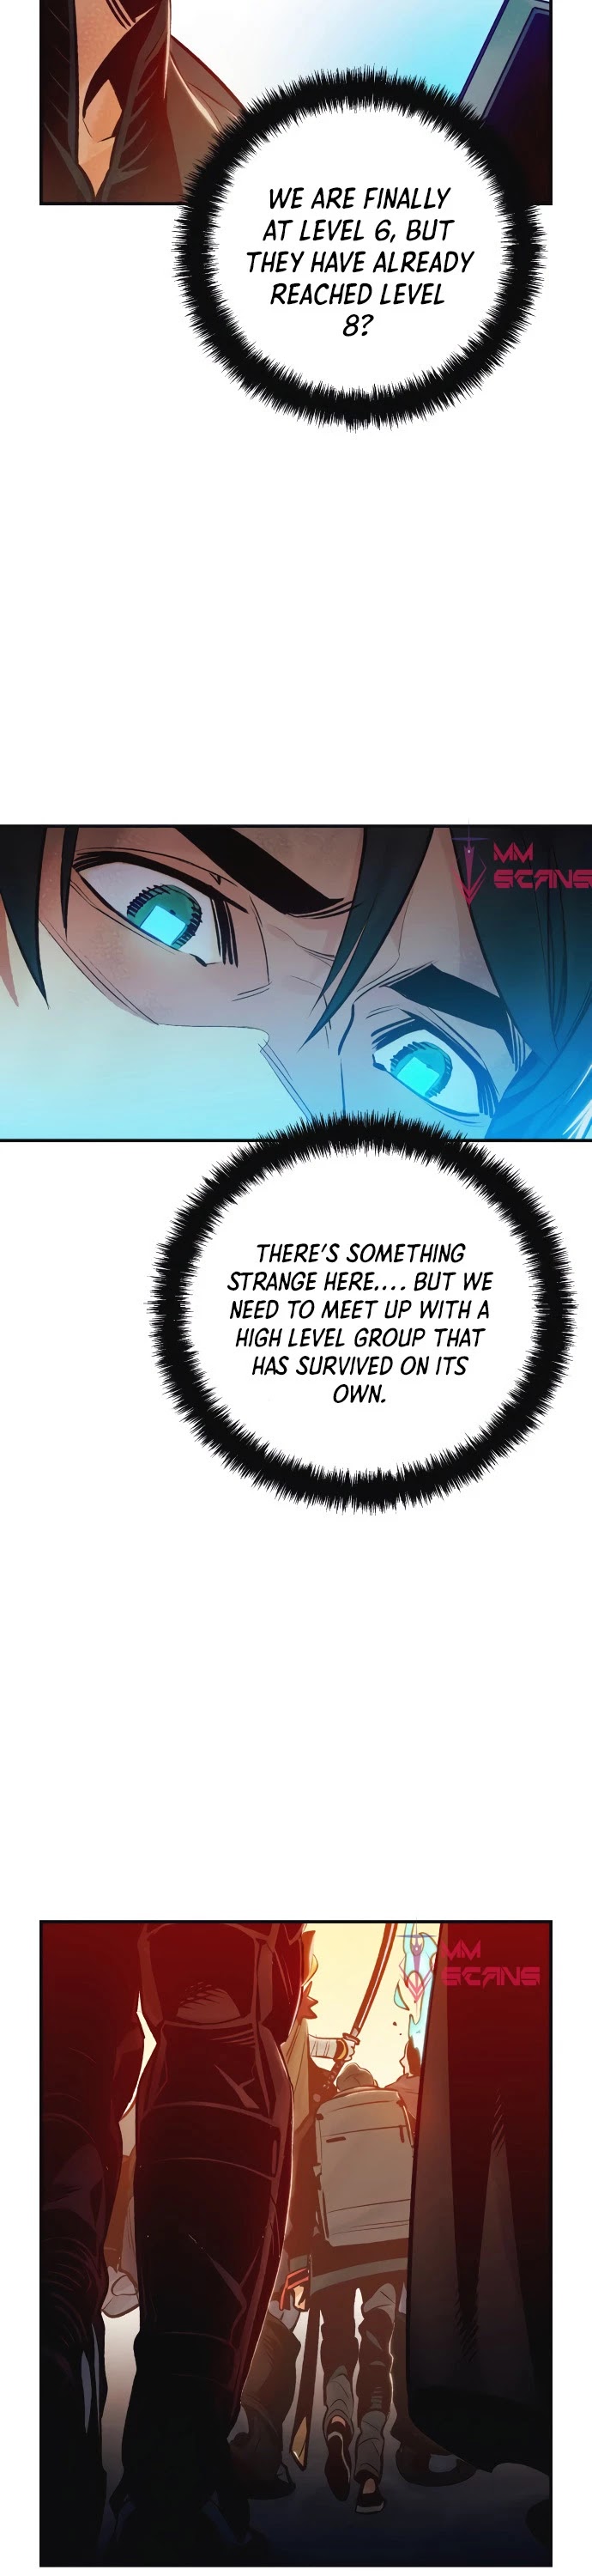 WE ARE FINALLY
AT LEVEL 6, BUT
THEY HAVE ALREADY
REACHED LEVEL
8?
MM
SCANS
THERE'S SOMETHING
STRANGE HERE.... BUT WE
NEED TO MEET UP WITH A
HIGH LEVEL GROUP THAT
HAS SURVIVED ON ITS
OWN.
MM
SCANS